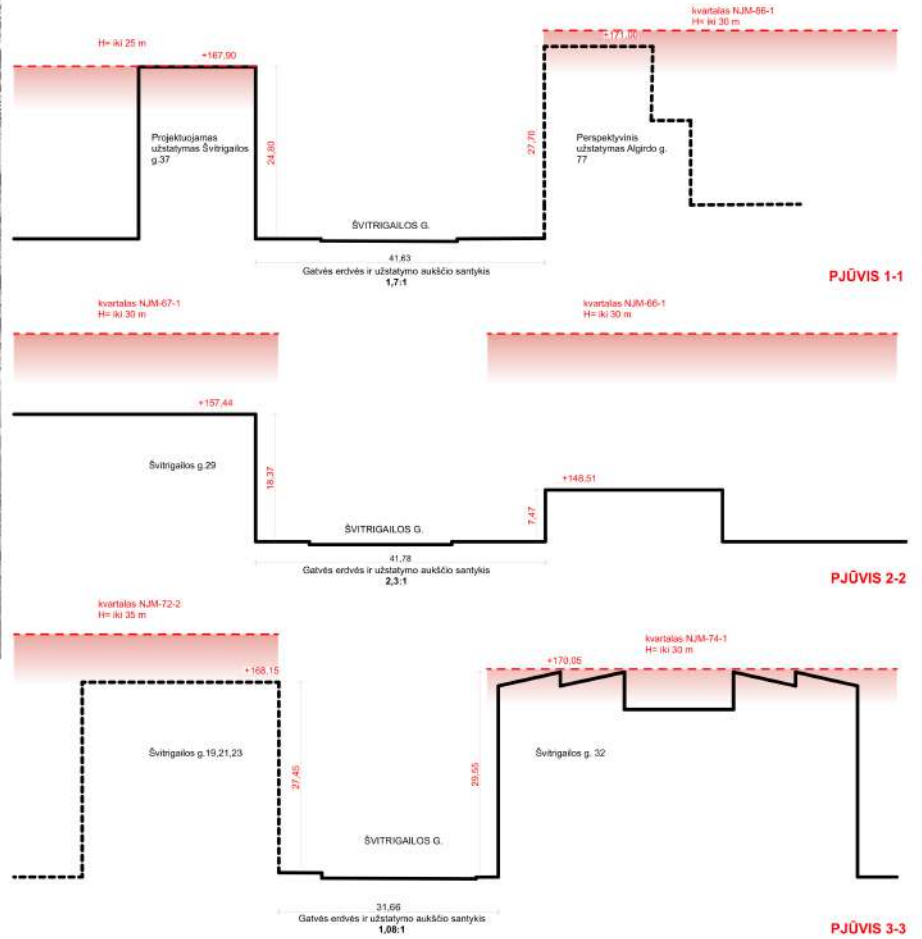 kvartalas NJM-86-1
H= iki 30 m
H= iki 25 m
+167,90
+171,00
Projektuojamas
užstatymas Švitrigailos
g.37
24,80
27,70
Perspektyvinis
užstatymas Algirdo g.
77
ŠVITRIGAILOS G.
41,63
Gatvės erdvės ir užstatymo aukščio santykis
1,7:1
PJŪVIS 1-1
kvartalas NJM-67-1
H= iki 30 m
kvartalas NJM-66-1
H= iki 30 m
+157,44
Švitrigailos g.29
18,37
+148,51
7,47
ŠVITRIGAILOS G.
41,78
Gatvės erdvės ir užstatymo aukščio santykis
2,3:1
PJŪVIS 2-2
kvartalas NJM-72-2
H= iki 35 m
kvartalas NJM-74-1
H= iki 30 m
+168,15
+170,05
Švitrigailos g.19,21,23
27,45
29,55
Švitrigailos g. 32
ŠVITRIGAILOS G.
31,66
Gatvės erdvės ir užstatymo aukščio santykis
1,08:1
PJŪVIS 3-3